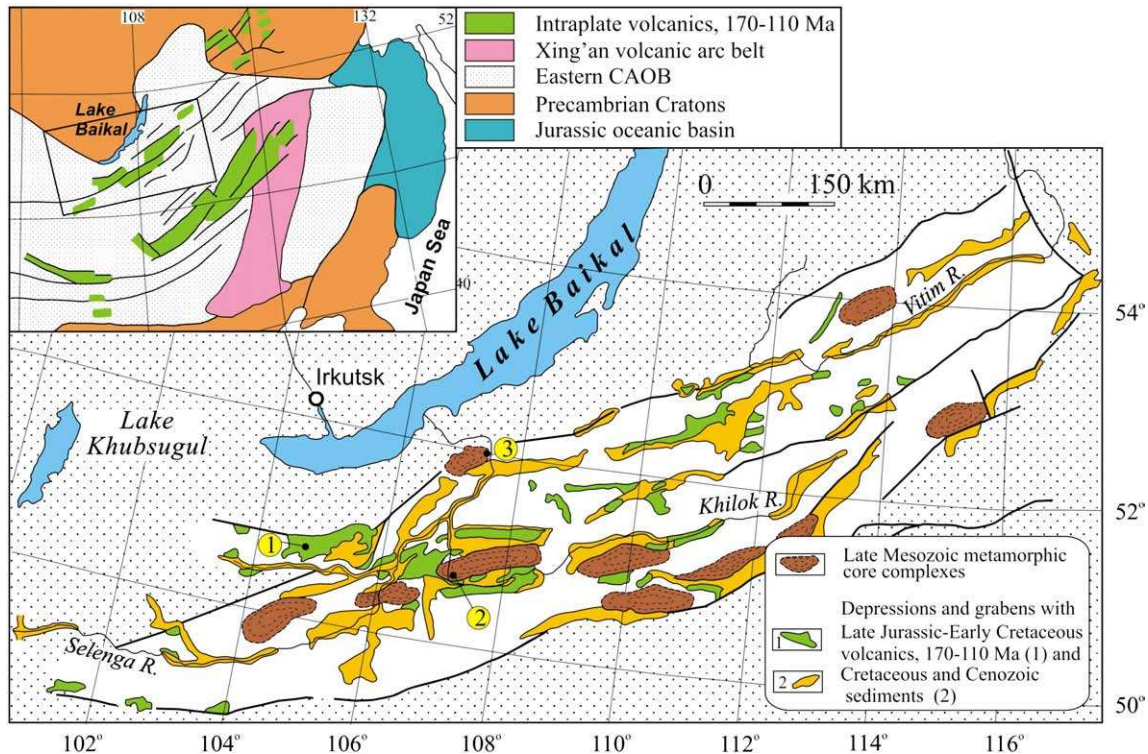 108
132
52
Lake
Baikal
Japan Sea
40
Intraplate volcanics, 170-110 Ma
Xing'an volcanic arc belt
Eastern CAOB
Precambrian Cratons
Jurassic oceanic basin
0 150 km
Lake Baikal
Irkutsk
Lake
Khubsugul
Vitim R.
54°
3
Khilok R.
52°
1
2
Selenga R.
Late Mesozoic metamorphic
core complexes
Depressions and grabens with
1 Late Jurassic-Early Cretaceous
volcanics, 170-110 Ma (1) and
2 Cretaceous and Cenozoic
sediments (2)
50°
102° 104° 106° 108° 110° 112° 114° 116°